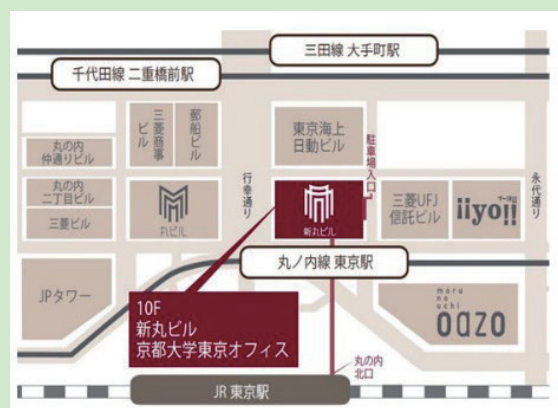 三田線 大手町駅
千代田線 二重橋前駅
丸の内
仲通りビル
三菱商事
ビル
郵船ビル
東京海上
日動ビル
駐車場入口
行幸通り
永代通り
丸の内
二丁目ビル
三菱ビル
丸ビル
新丸ビル
三菱UFJ
信託ビル
iiyo!!
丸ノ内線 東京駅
JPタワー
10F
新丸ビル
京都大学東京オフィス
maru
no
uchi
oazo
丸の内
北口
JR 東京駅